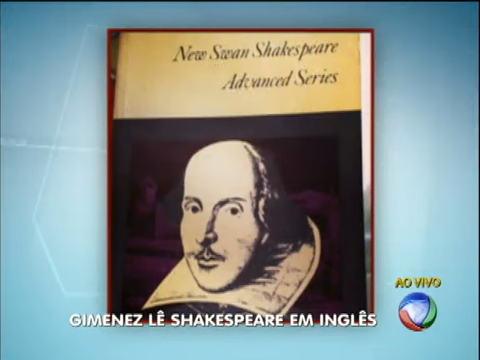 New Swan Shakespeare
Advanced Series
AO VIVO
GIMENEZ LÊ SHAKESPEARE EM INGLÊS